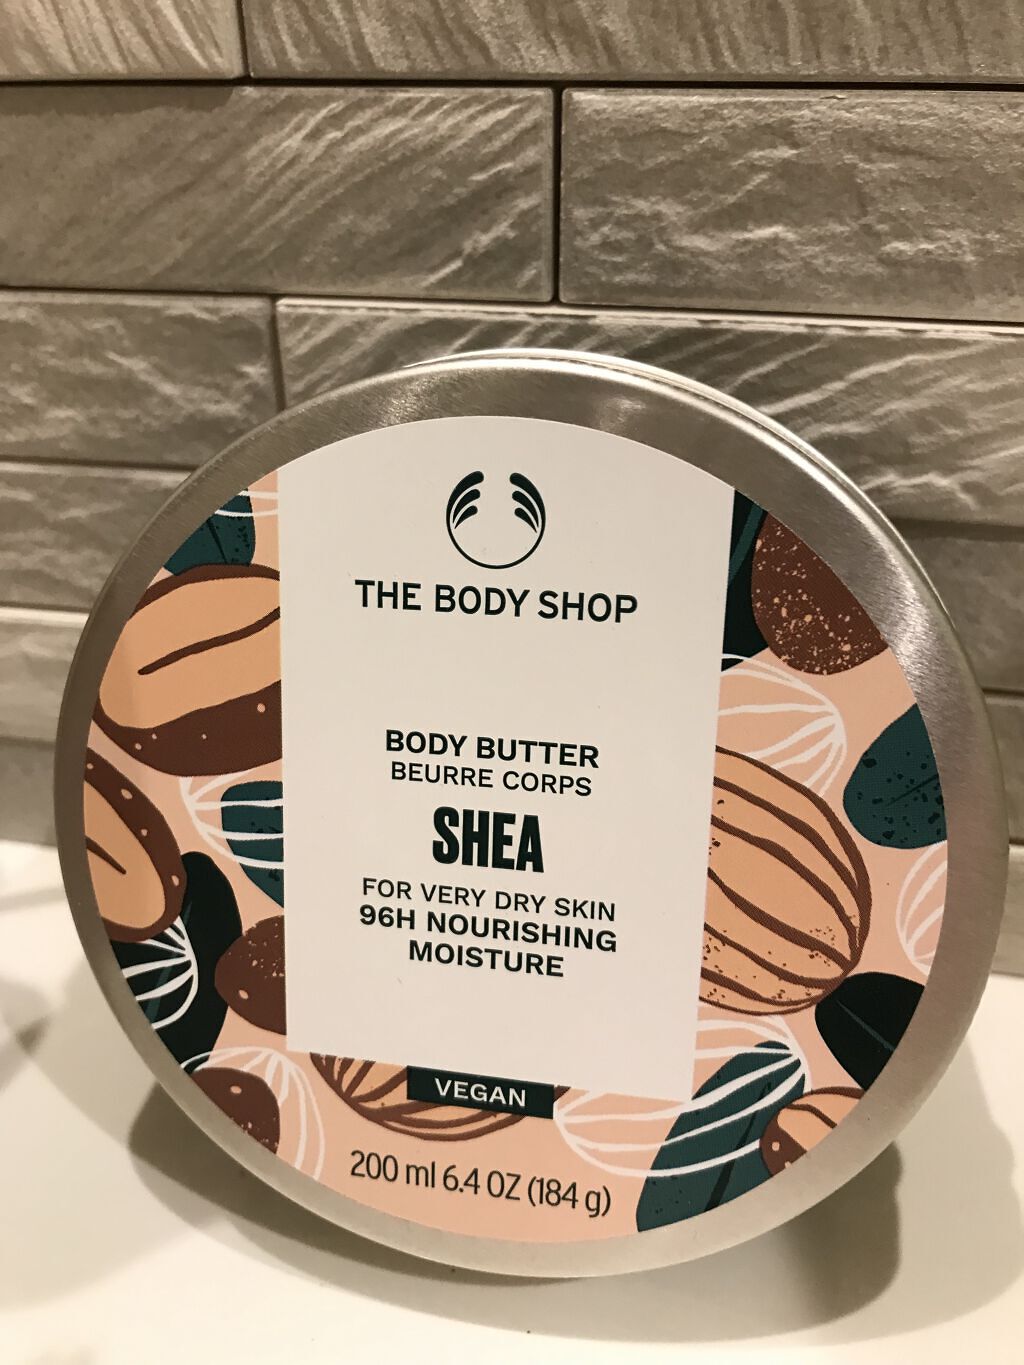 THE BODY SHOP
BODY BUTTER
BEURRE CORPS
SHEA
FOR VERY DRY SKIN
96H NOURISHING
MOISTURE
VEGAN
200 ml 6.4 OZ (184 g)